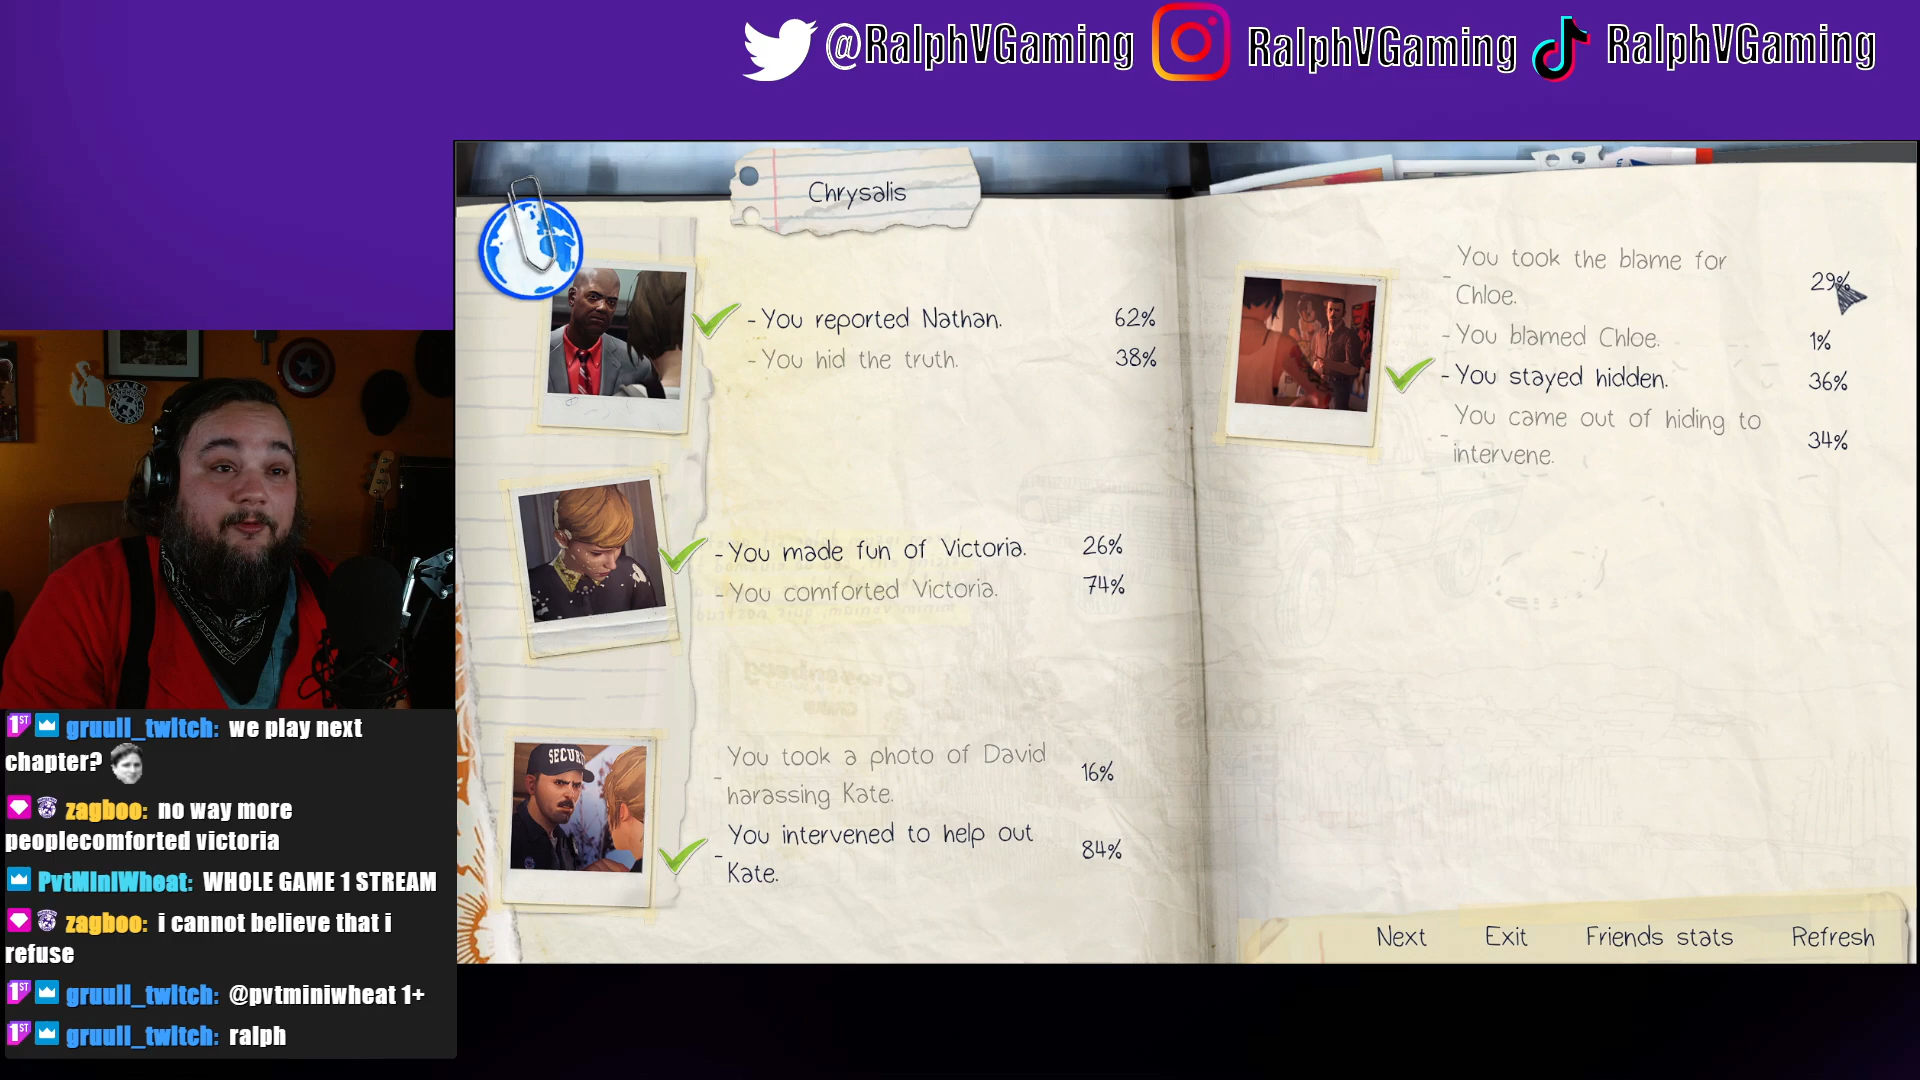 @RalphVGaming RalphVGaming RalphVGaming
Chrysalis
- You reported Nathan. 62%
- You hid the truth. 38%
- You made fun of Victoria. 26%
- You comforted Victoria. 74%
You took a photo of David
- harassing Kate. 16%
You intervened to help out
- Kate. 84%
SECURI
You took the blame for
- Chloe. 29%
- You blamed Chloe. 1%
- You stayed hidden. 36%
You came out of hiding to
- intervene. 34%
Next Exit Friends stats Refresh
1ST gruull_twitch: we play next
chapter?
zagboo: no way more
peoplecomforted victoria
PvtMiniWheat: WHOLE GAME 1 STREAM
zagboo: i cannot believe that i
refuse
1ST gruull_twitch: @pvtminiwheat 1+
1ST gruull_twitch: ralph